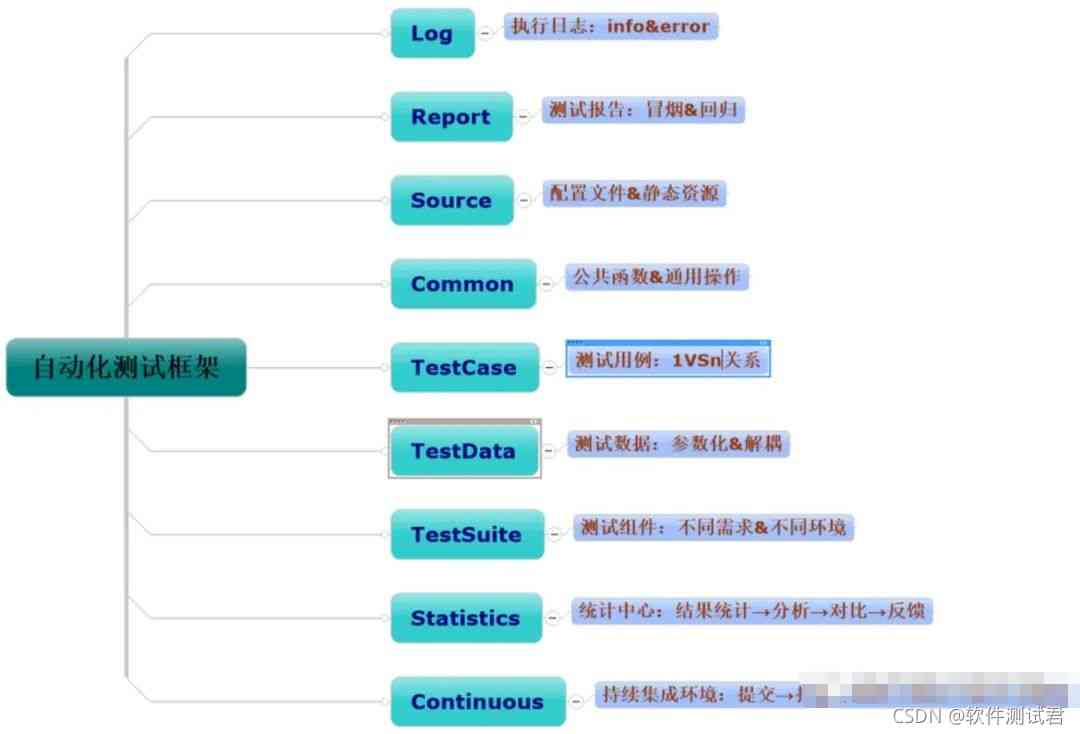 Log
执行日志：info&error
Report
测试报告：冒烟&回归
Source
配置文件&静态资源
Common
公共函数&通用操作
自动化测试框架
TestCase
测试用例：1VSn关系
TestData
测试数据：参数化&解耦
TestSuite
测试组件：不同需求&不同环境
Statistics
统计中心：结果统计→分析→对比→反馈
Continuous
持续集成环境：提交→
CSDN @软件测试君